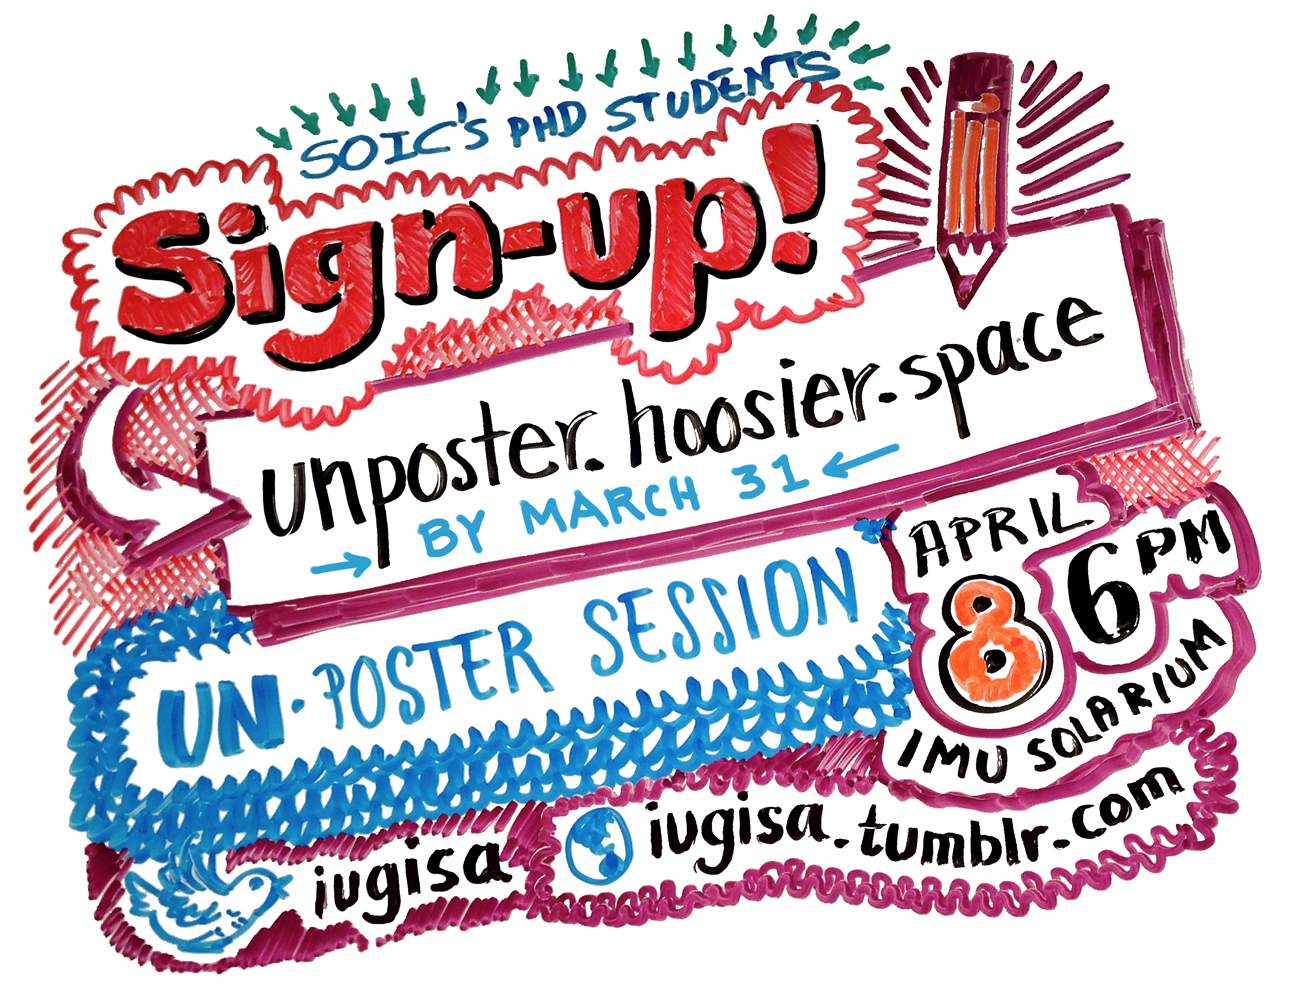 SOIC'S PHD STUDENTS
Sign-up!
unposter.hoosier.space
BY MARCH 31
UN·POSTER SESSION
APRIL
8 6PM
IMU SOLARIUM
iugisa
iugisa.tumblr.com